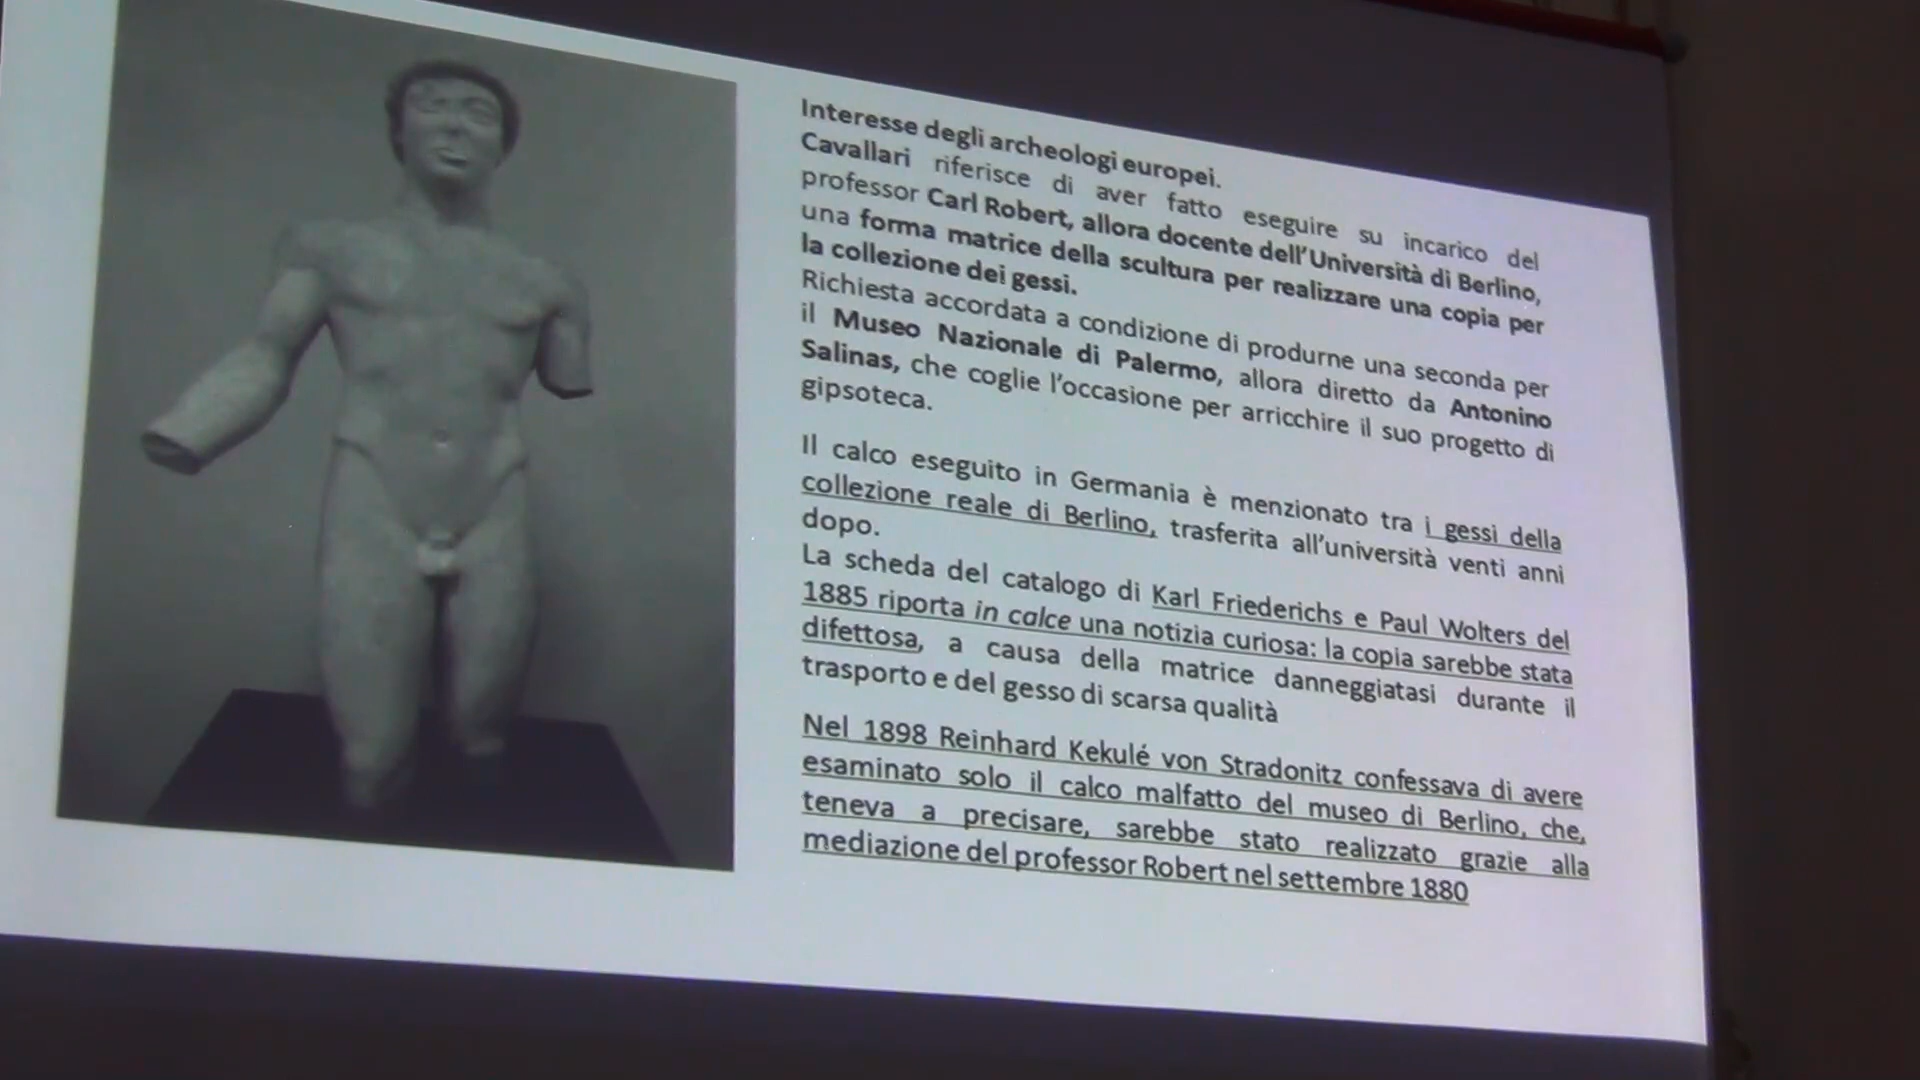 Interesse degli archeologi europei.
Cavallari riferisce di aver fatto eseguire su incarico del
professor Carl Robert, allora docente dell'Università di Berlino,
una forma matrice della scultura per realizzare una copia per
la collezione dei gessi.
Richiesta accordata a condizione di produrne una seconda per
il Museo Nazionale di Palermo, allora diretto da Antonino
Salinas, che coglie l'occasione per arricchire il suo progetto di
gipsoteca.
Il calco eseguito in Germania è menzionato tra i gessi della
collezione reale di Berlino, trasferita all'università venti anni
dopo.
La scheda del catalogo di Karl Friederichs e Paul Wolters del
1885 riporta in calce una notizia curiosa: la copia sarebbe stata
difettosa, a causa della matrice danneggiatasi durante il
trasporto e del gesso di scarsa qualità
Nel 1898 Reinhard Kekulé von Stradonitz confessava di avere
esaminato solo il calco malfatto del museo di Berlino, che,
teneva a precisare, sarebbe stato realizzato grazie alla
mediazione del professor Robert nel settembre 1880